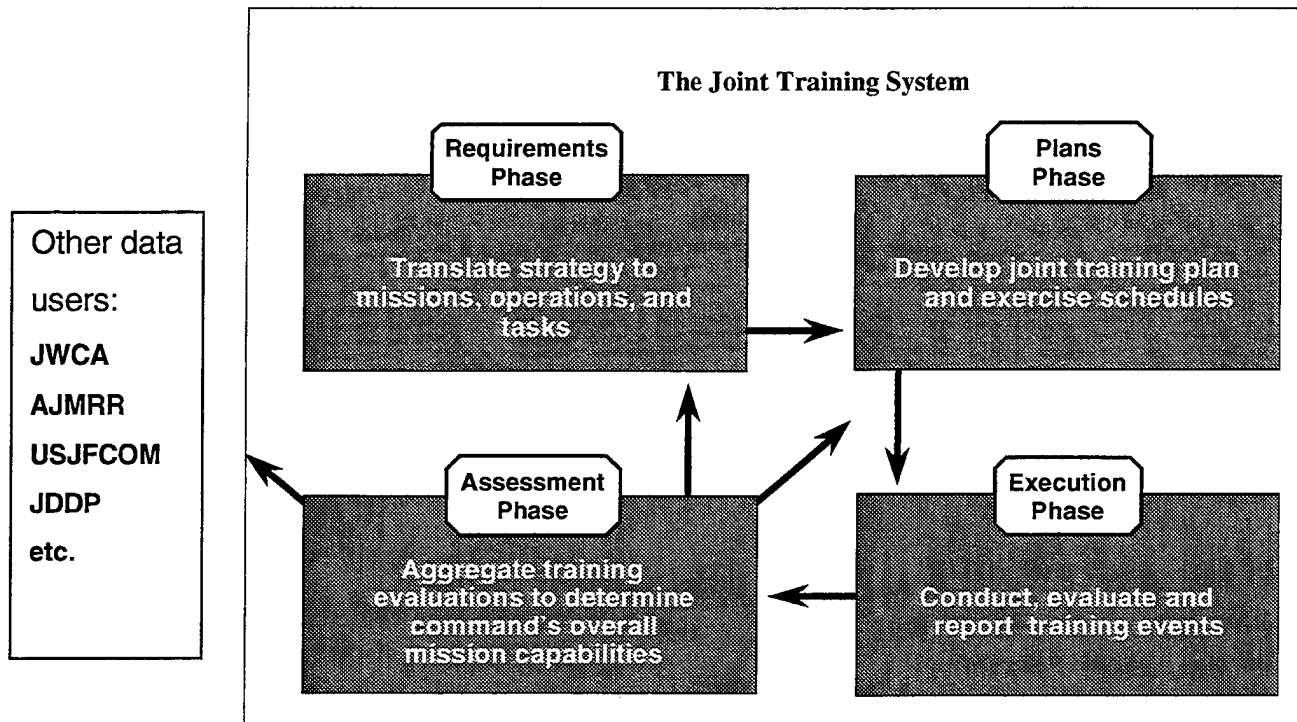 The Joint Training System
Requirements
Phase
Translate strategy to
missions, operations, and
tasks
Plans
Phase
Develop joint training plan
and exercise schedules
Other data
users:
JWCA
AJMRR
USJFCOM
JDDP
etc.
Assessment
Phase
Aggregate training
evaluations to determine
command's overall
mission capabilities
Execution
Phase
Conduct, evaluate and
report training events